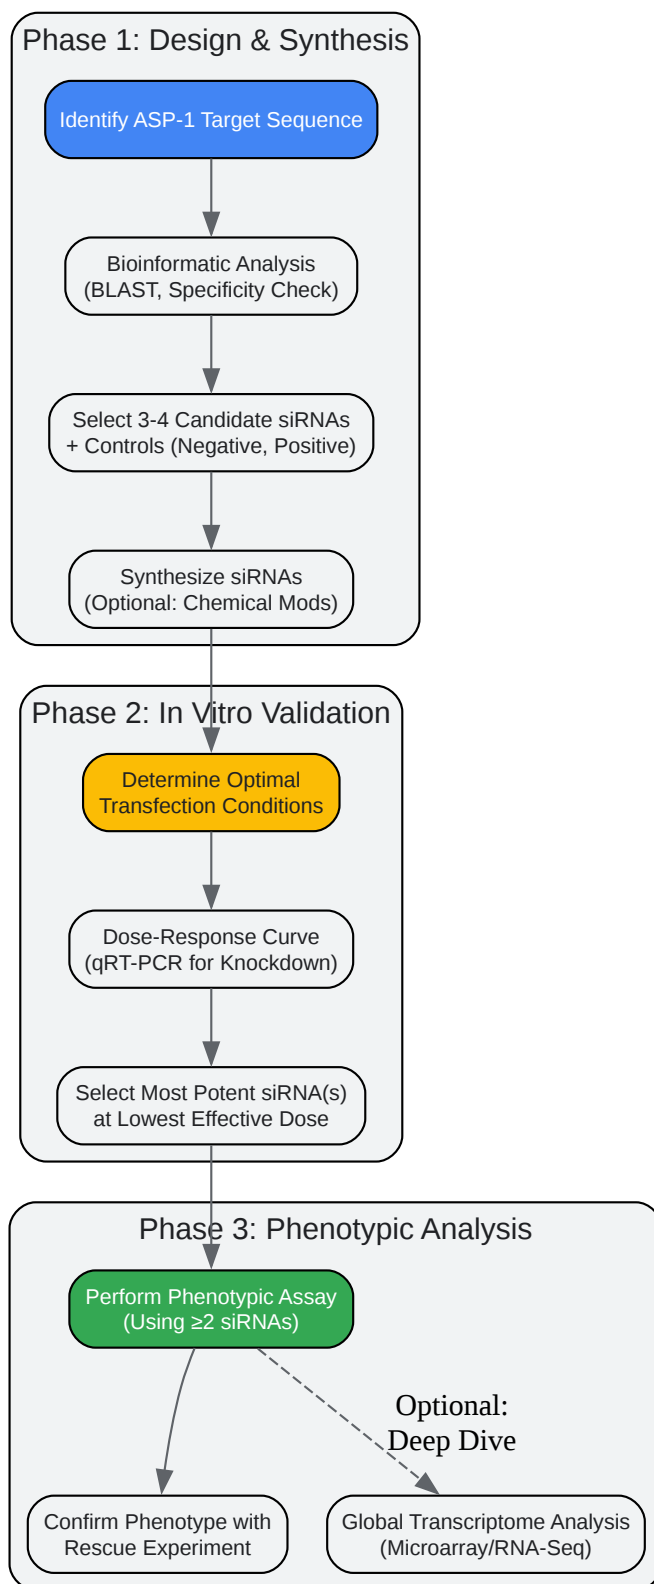 Phase 1: Design & Synthesis
Identify ASP-1 Target Sequence
Bioinformatic Analysis
(BLAST, Specificity Check)
Select 3-4 Candidate siRNAs
+ Controls (Negative, Positive)
Synthesize siRNAs
(Optional: Chemical Mods)
Phase 2: In Vitro Validation
Determine Optimal
Transfection Conditions
Dose-Response Curve
(qRT-PCR for Knockdown)
Select Most Potent siRNA(s)
at Lowest Effective Dose
Phase 3: Phenotypic Analysis
Perform Phenotypic Assay
(Using ≥2 siRNAs)
Optional:
Deep Dive
Confirm Phenotype with
Rescue Experiment
Global Transcriptome Analysis
(Microarray/RNA-Seq)